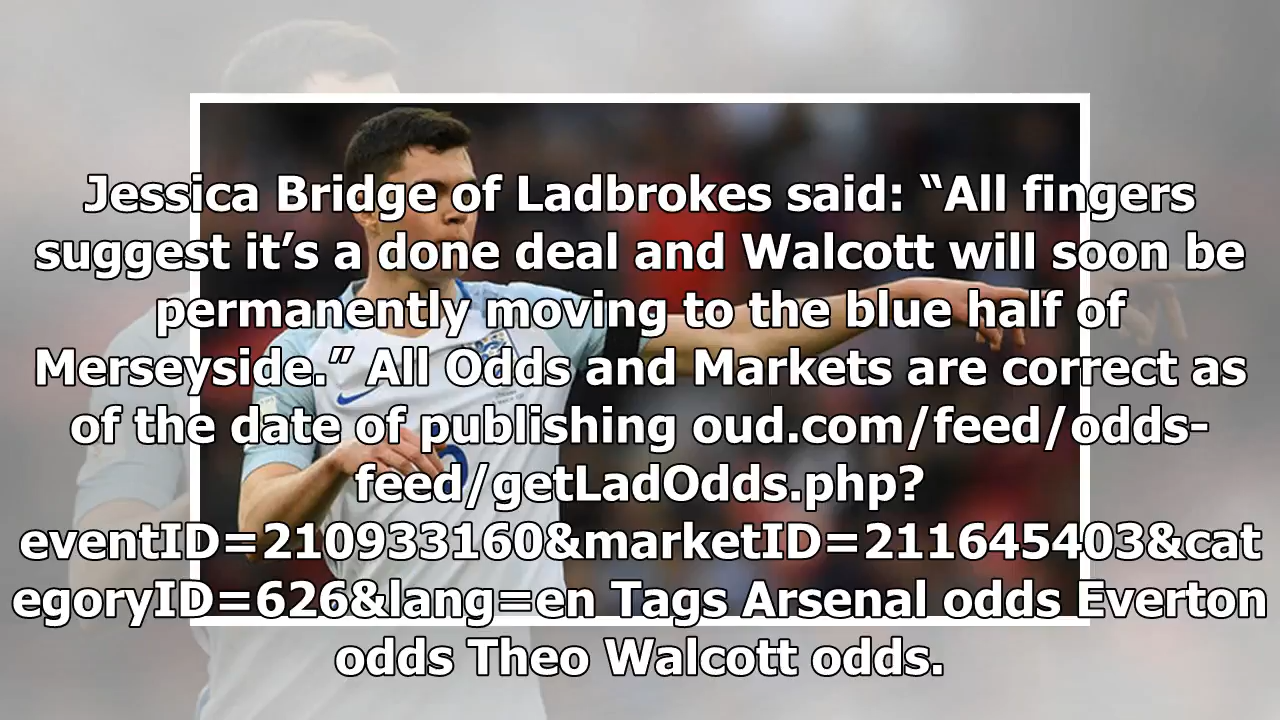 Jessica Bridge of Ladbrokes said: “All fingers
suggest it’s a done deal and Walcott will soon be
permanently moving to the blue half of
Merseyside.” All Odds and Markets are correct as
of the date of publishing oud.com/feed/odds-
feed/getLadOdds.php?
eventID=210933160&marketID=211645403&cat
egoryID=626&lang=en Tags Arsenal odds Everton
odds Theo Walcott odds.